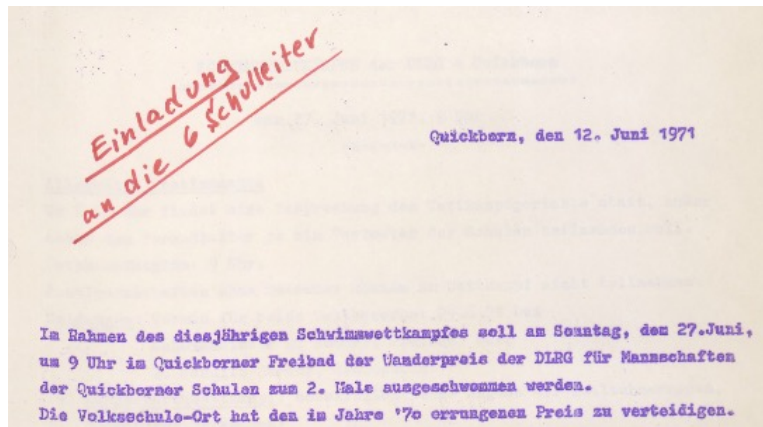 Einladung
an die 6 Schulleiter
Quickborn, den 12. Juni 1971
Im Rahmen des diesjährigen Schwimmwettkampfes soll am Sonntag, dem 27.Juni,
um 9 Uhr im Quickborner Freibad der Wanderpreis der DLRG für Mannschaften
der Quickborner Schulen zum 2. Male ausgeschwommen werden.
Die Volksschule-Ort hat den im Jahre '7o errungenen Preis zu verteidigen.